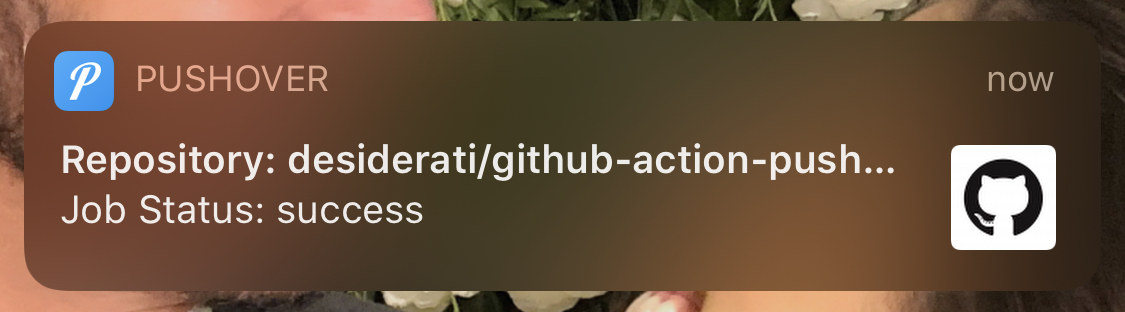 PUSHOVER
now
Repository: desiderati/github-action-push...
Job Status: success